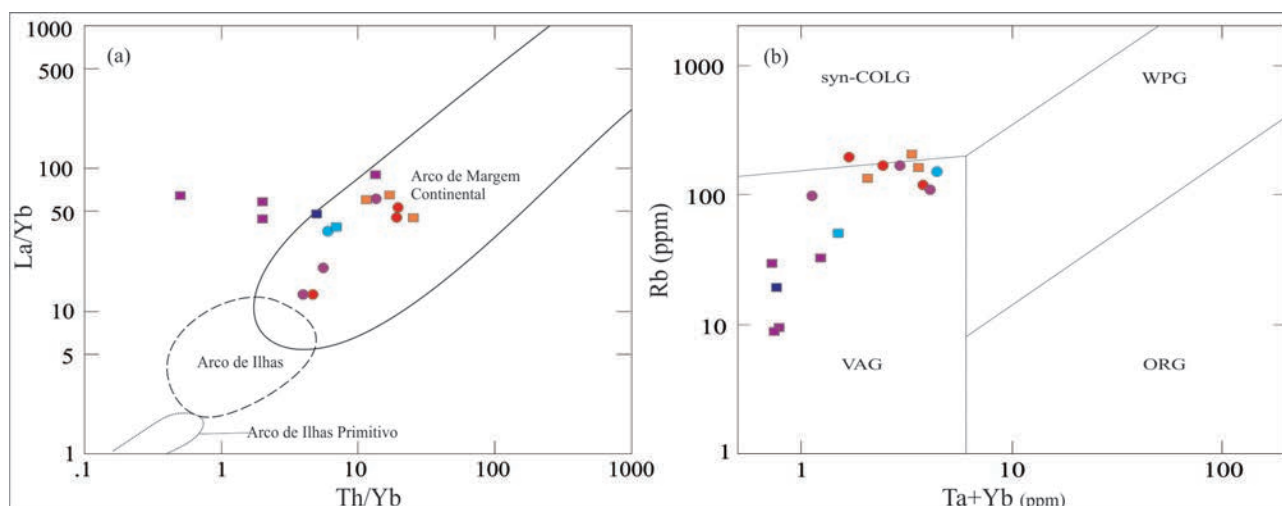 (a)
1000
500
100
50
10
5
1
La/Yb
.1
1
10
100
1000
Th/Yb
Arco de Margem
Continental
Arco de Ilhas
Arco de Ilhas Primitivo
(b)
syn-COLG
WPG
VAG
ORG
1000
100
10
1
Rb (ppm)
1
10
100
Ta+Yb (ppm)